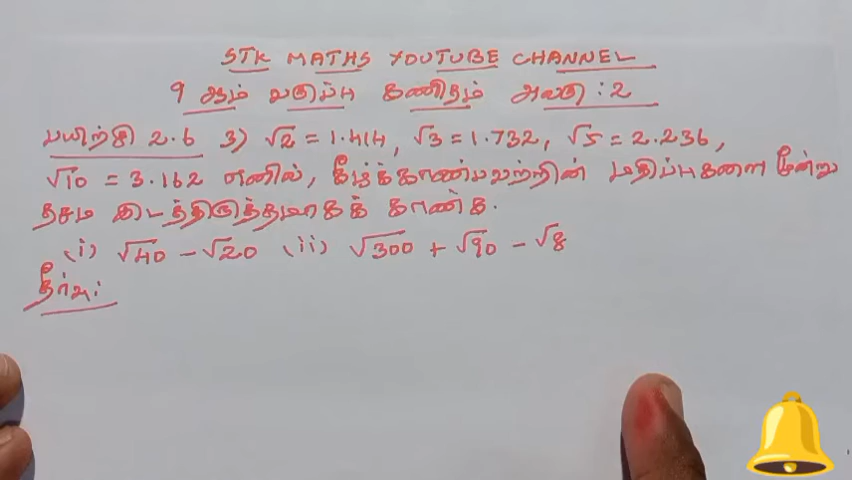 STK MATHS YOUTUBE CHANNEL
9 ஆம் வகுப்பு கணிதம் அலகு : 2
பயிற்சி 2.6 3) √2 = 1.414, √3 = 1.732, √5 = 2.236,
√10 = 3.162 எனில், கீழ்க்காண்பவற்றின் மதிப்புகளை மூன்று
தசம இடத்திருத்தமாகக் காண்க.
(i) √40 - √20 (ii) √300 + √90 - √8
தீர்வு: